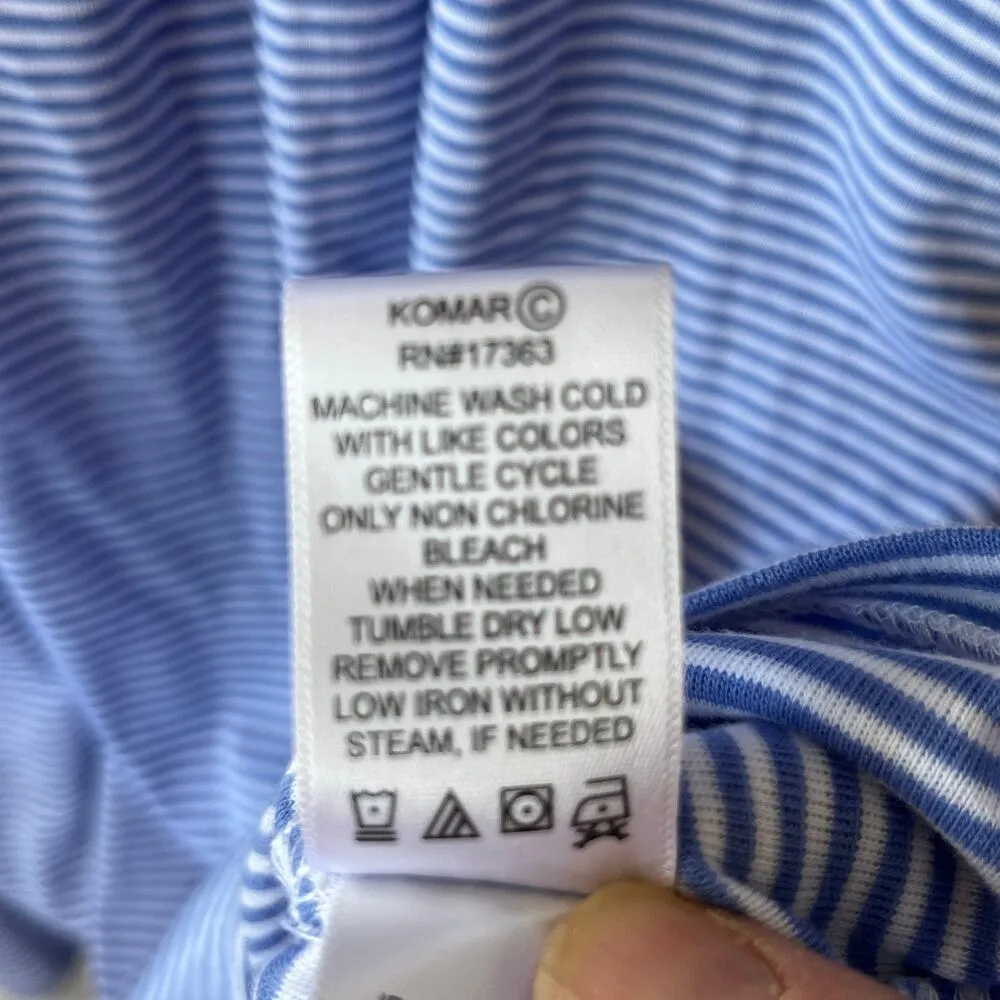 KOMAR ©
RN#17363
MACHINE WASH COLD
WITH LIKE COLORS
GENTLE CYCLE
ONLY NON CHLORINE
BLEACH
WHEN NEEDED
TUMBLE DRY LOW
REMOVE PROMPTLY
LOW IRON WITHOUT
STEAM, IF NEEDED